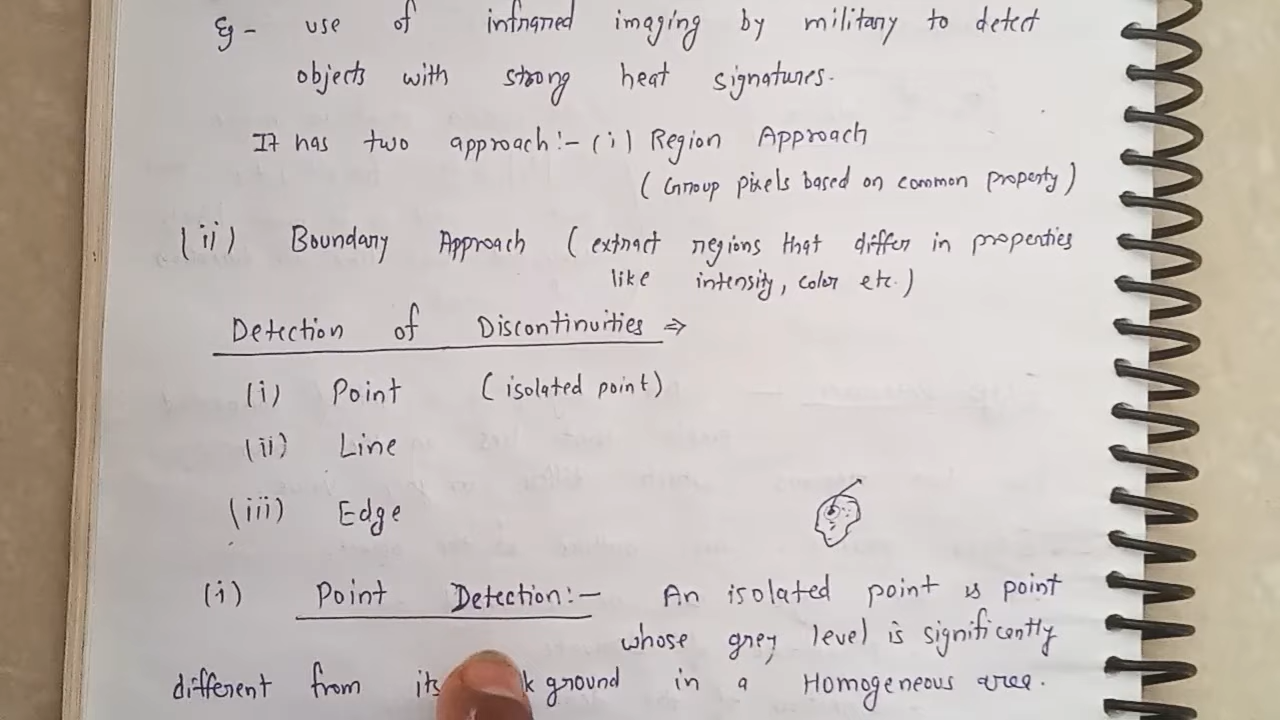 Eg - use of infrared imaging by military to detect
objects with strong heat signatures.
It has two approach:- (i) Region Approach
(Group pixels based on common property)
(ii) Boundary Approach (extract regions that differ in properties
like intensity, color etc.)
Detection of Discontinuities ⇒
(i) Point (isolated point)
(ii) Line
(iii) Edge
(i) Point Detection:- An isolated point is point
whose grey level is significantly
different from its ground in a Homogeneous area.